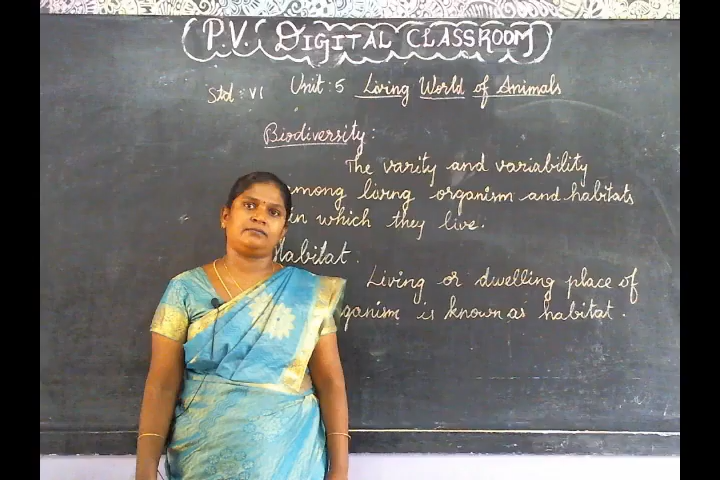 P.V. DIGITAL CLASSROOM
Std : VI Unit : 5 Living World of Animals
Biodiversity :
The varity and variability
among living organism and habitats
in which they live.
Habitat :
Living or dwelling place of
ganism is known as habitat.